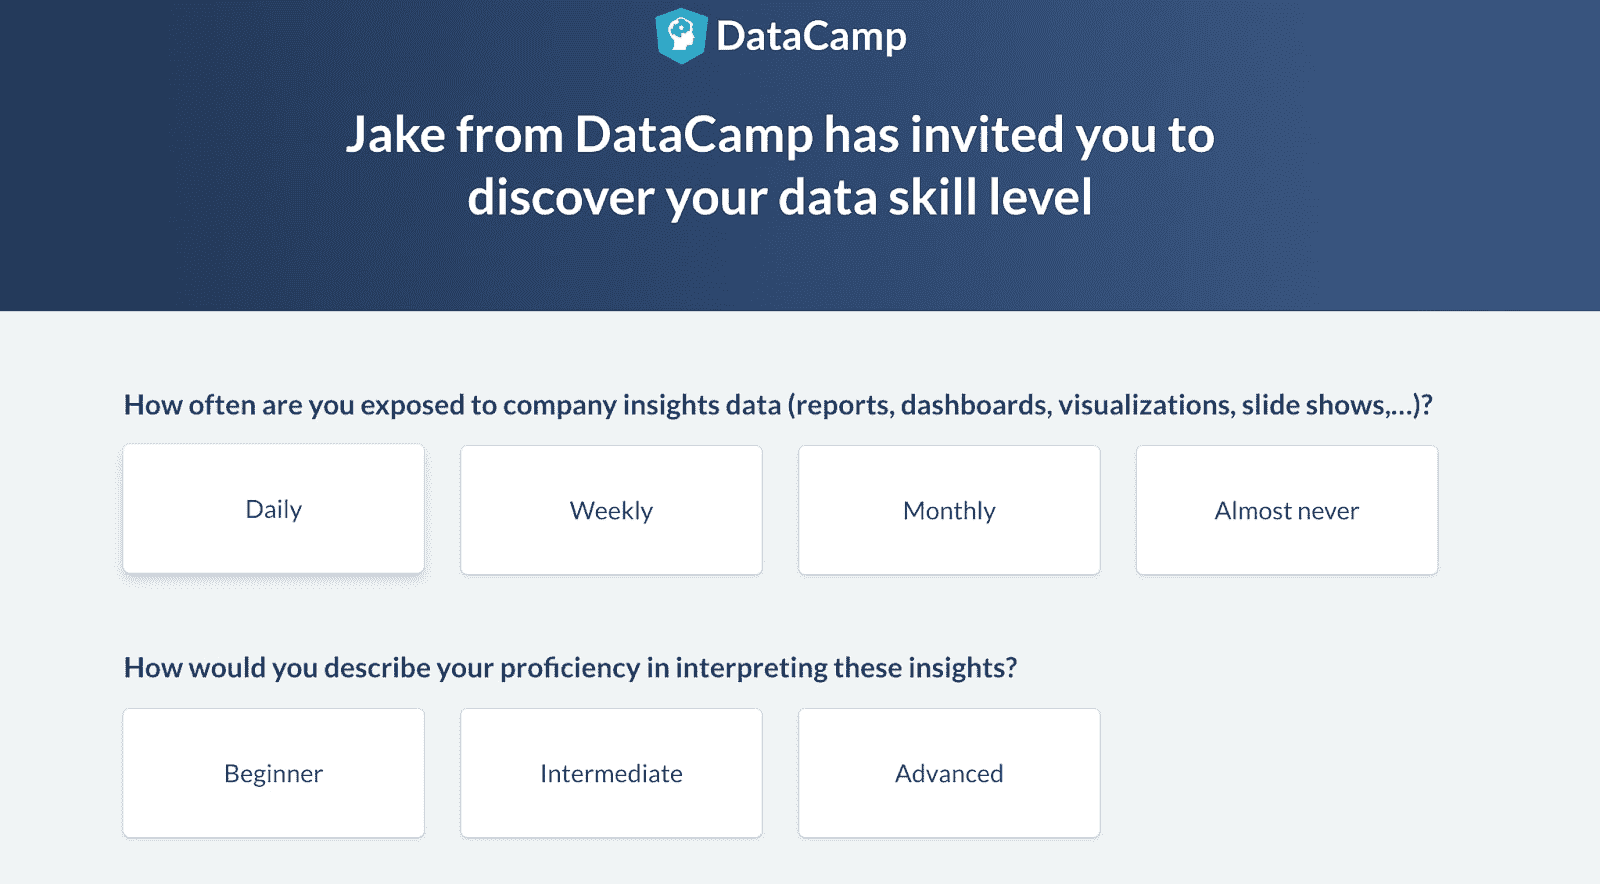 DataCamp
Jake from DataCamp has invited you to
discover your data skill level
How often are you exposed to company insights data (reports, dashboards, visualizations, slide shows,...)?
Daily
Weekly
Monthly
Almost never
How would you describe your proficiency in interpreting these insights?
Beginner
Intermediate
Advanced